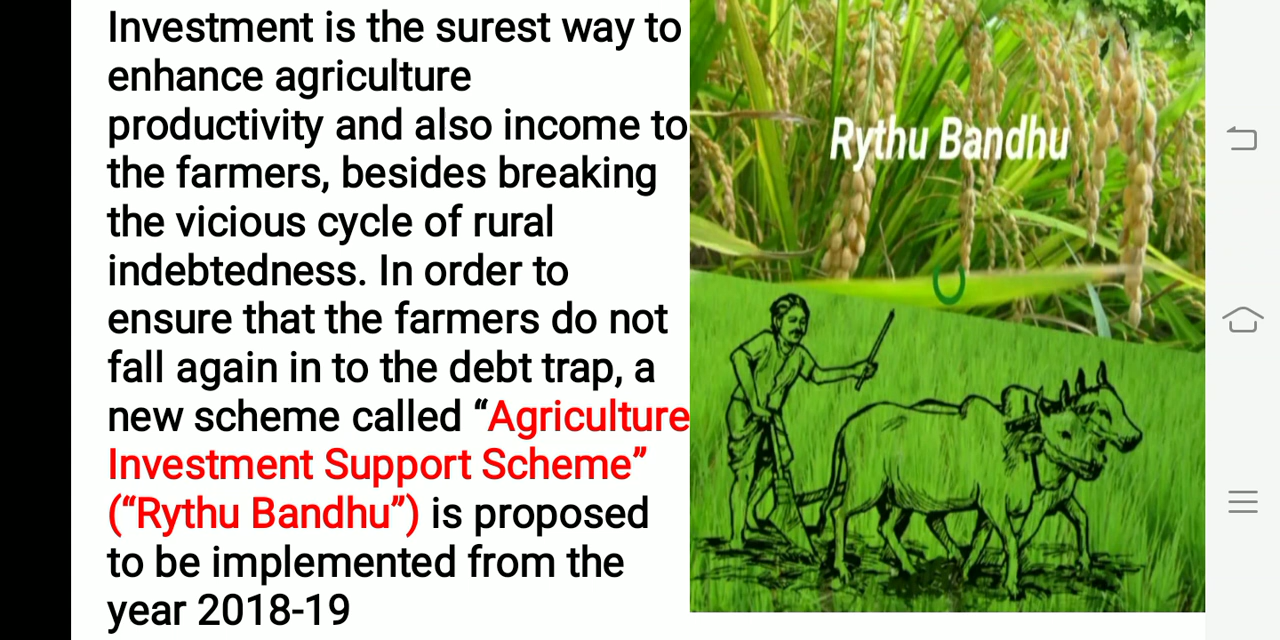 Investment is the surest way to
enhance agriculture
productivity and also income to
the farmers, besides breaking
the vicious cycle of rural
indebtedness. In order to
ensure that the farmers do not
fall again in to the debt trap, a
new scheme called “Agriculture
Investment Support Scheme”
(“Rythu Bandhu”) is proposed
to be implemented from the
year 2018-19
Rythu Bandhu